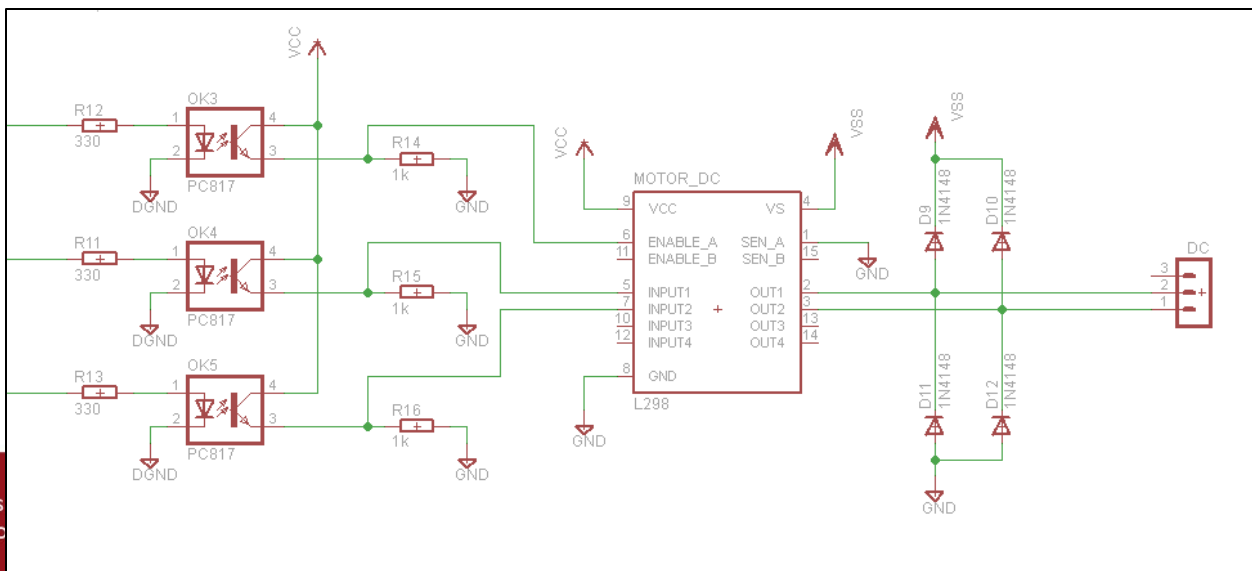 VCC
R12
330
OK3
1
2
4
3
PC817
DGND
R14
1k
GND
R11
330
OK4
1
2
4
3
PC817
DGND
R15
1k
GND
R13
330
OK5
1
2
4
3
PC817
DGND
R16
1k
GND
VCC
VSS
MOTOR_DC
9 VCC VS 4
6 ENABLE_A SEN_A 1
11 ENABLE_B SEN_B 15
5 INPUT1 OUT1 2
7 INPUT2 OUT2 3
10 INPUT3 OUT3 13
12 INPUT4 OUT4 14
8 GND
L298
GND
GND
VSS
D9
1N4148
D10
1N4148
D11
1N4148
D12
1N4148
GND
DC
3
2
1